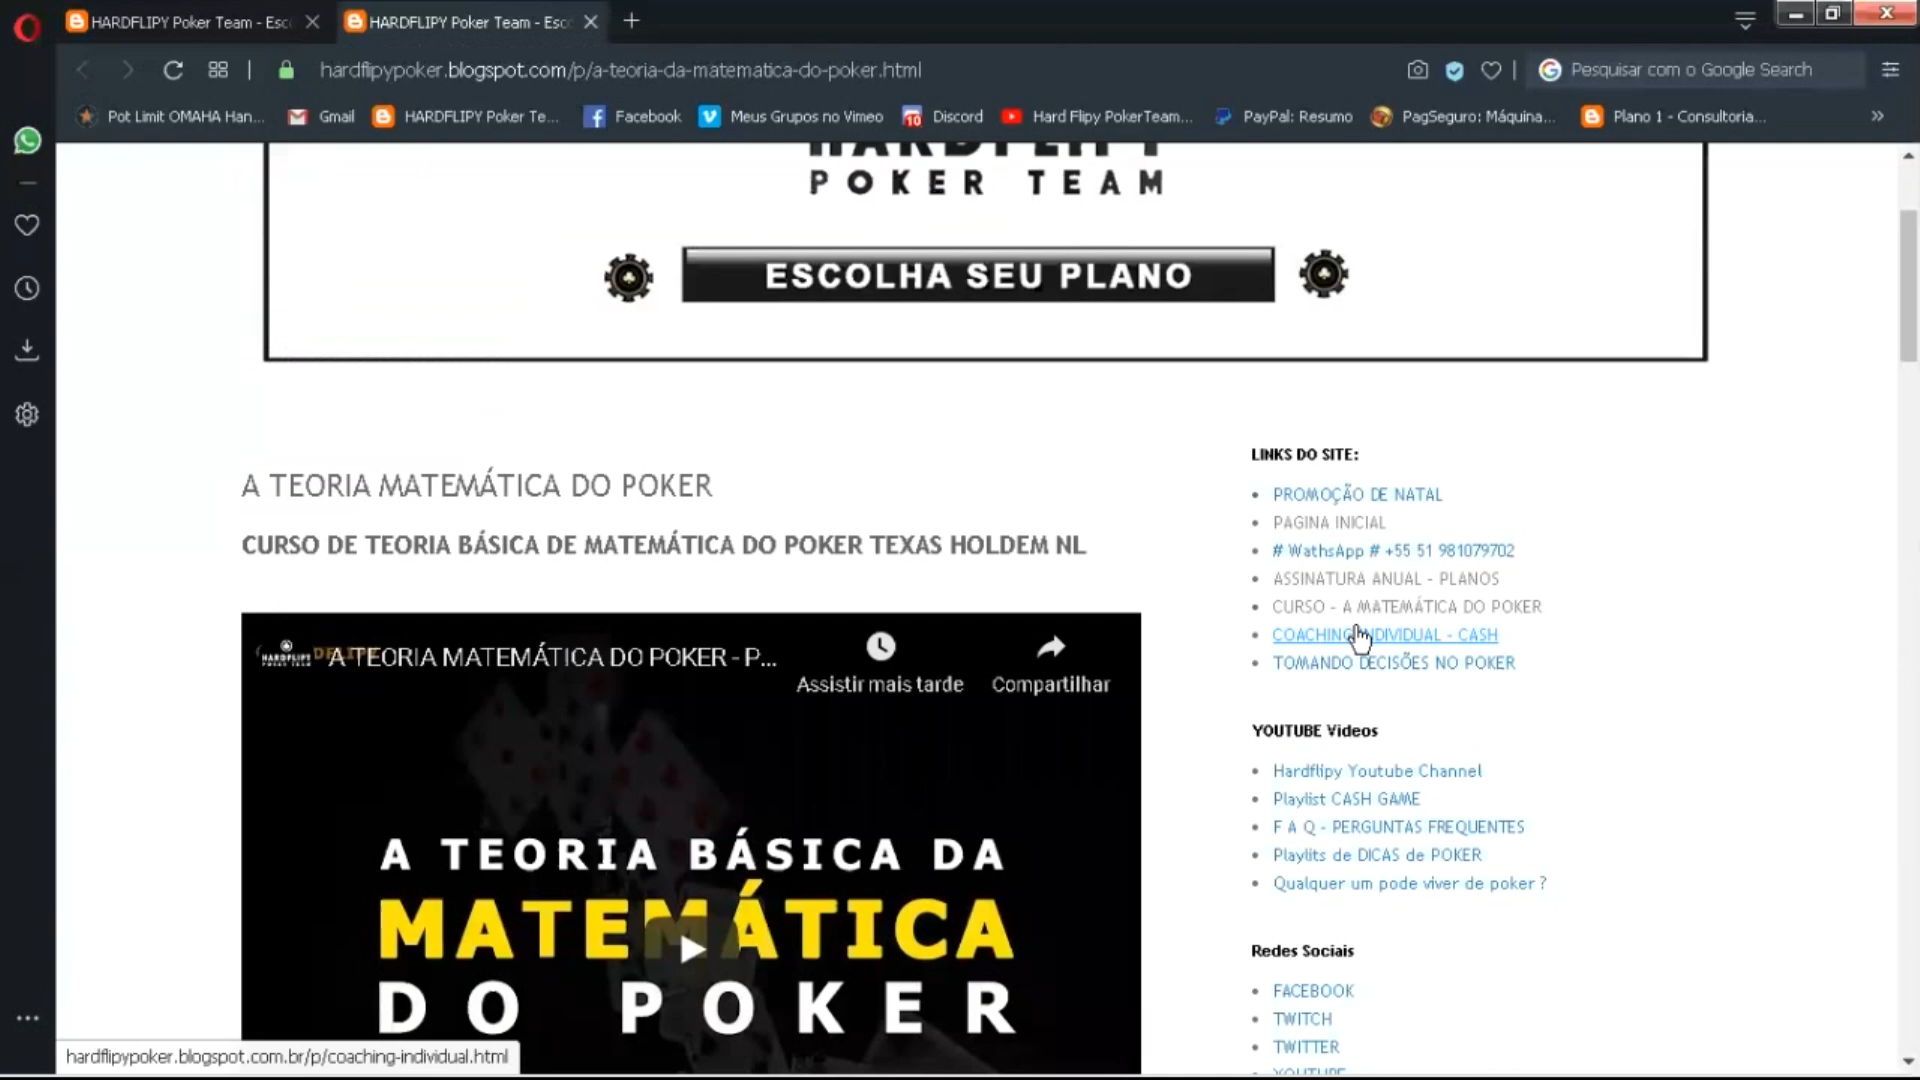 HARDFLIPY Poker Team - Esc
HARDFLIPY Poker Team - Esc
hardflipypoker.blogspot.com/p/a-teoria-da-matematica-do-poker.html
Pesquisar com o Google Search
Pot Limit OMAHA Han...
Gmail
HARDFLIPY Poker Te...
Facebook
Meus Grupos no Vimeo
Discord
Hard Flipy PokerTeam...
PayPal: Resumo
PagSeguro: Máquina...
Plano 1 - Consultoria...
HARDFLIPY
POKER TEAM
ESCOLHA SEU PLANO
A TEORIA MATEMÁTICA DO POKER
CURSO DE TEORIA BÁSICA DE MATEMÁTICA DO POKER TEXAS HOLDEM NL
HARDFLIPY
POKER TEAM
A TEORIA MATEMÁTICA DO POKER - P...
Assistir mais tarde
Compartilhar
A TEORIA BÁSICA DA
MATEMÁTICA
DO POKER
LINKS DO SITE:
PROMOÇÃO DE NATAL
PAGINA INICIAL
# WathsApp # +55 51 981079702
ASSINATURA ANUAL - PLANOS
CURSO - A MATEMÁTICA DO POKER
COACHING INDIVIDUAL - CASH
TOMANDO DECISÕES NO POKER
YOUTUBE Videos
Hardflipy Youtube Channel
Playlist CASH GAME
F A Q - PERGUNTAS FREQUENTES
Playlits de DICAS de POKER
Qualquer um pode viver de poker ?
Redes Sociais
FACEBOOK
TWITCH
TWITTER
YOUTUBE
hardflipypoker.blogspot.com.br/p/coaching-individual.html